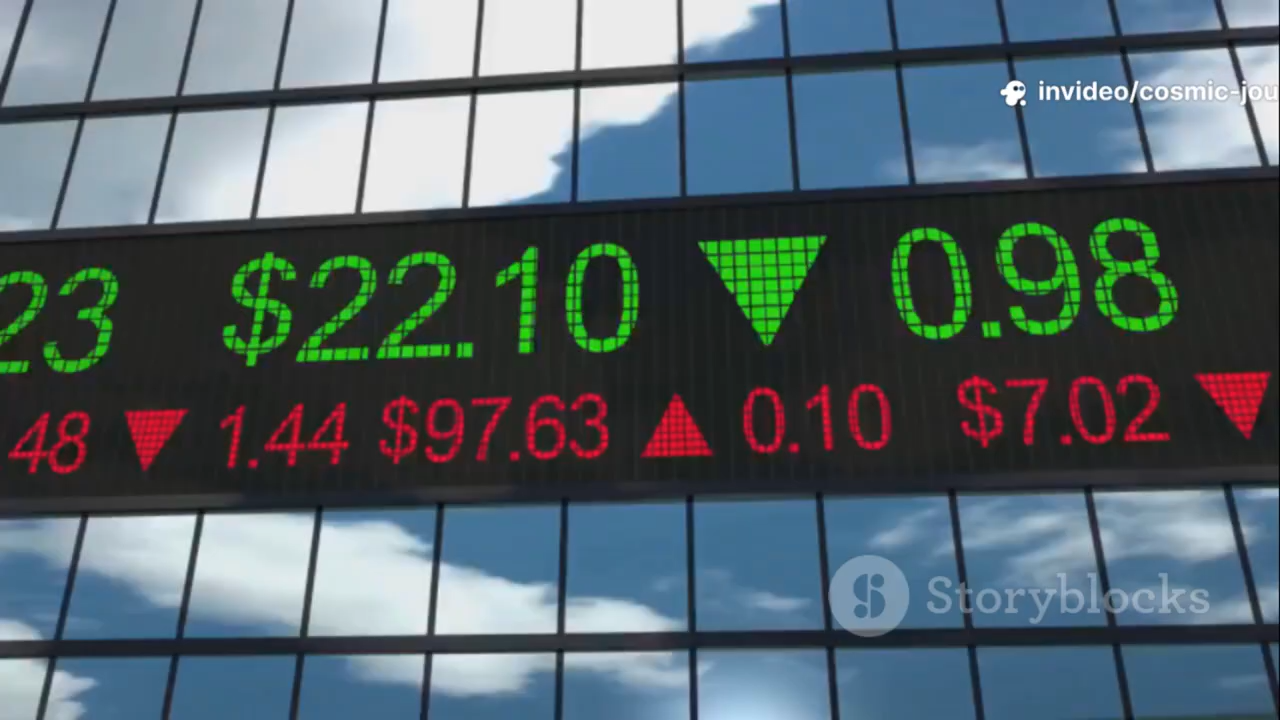 invideo/cosmic-jou
23 $22.10 ▼ 0.98
48 ▼ 1.44 $97.63 ▲ 0.10 $7.02 ▼
Storyblocks